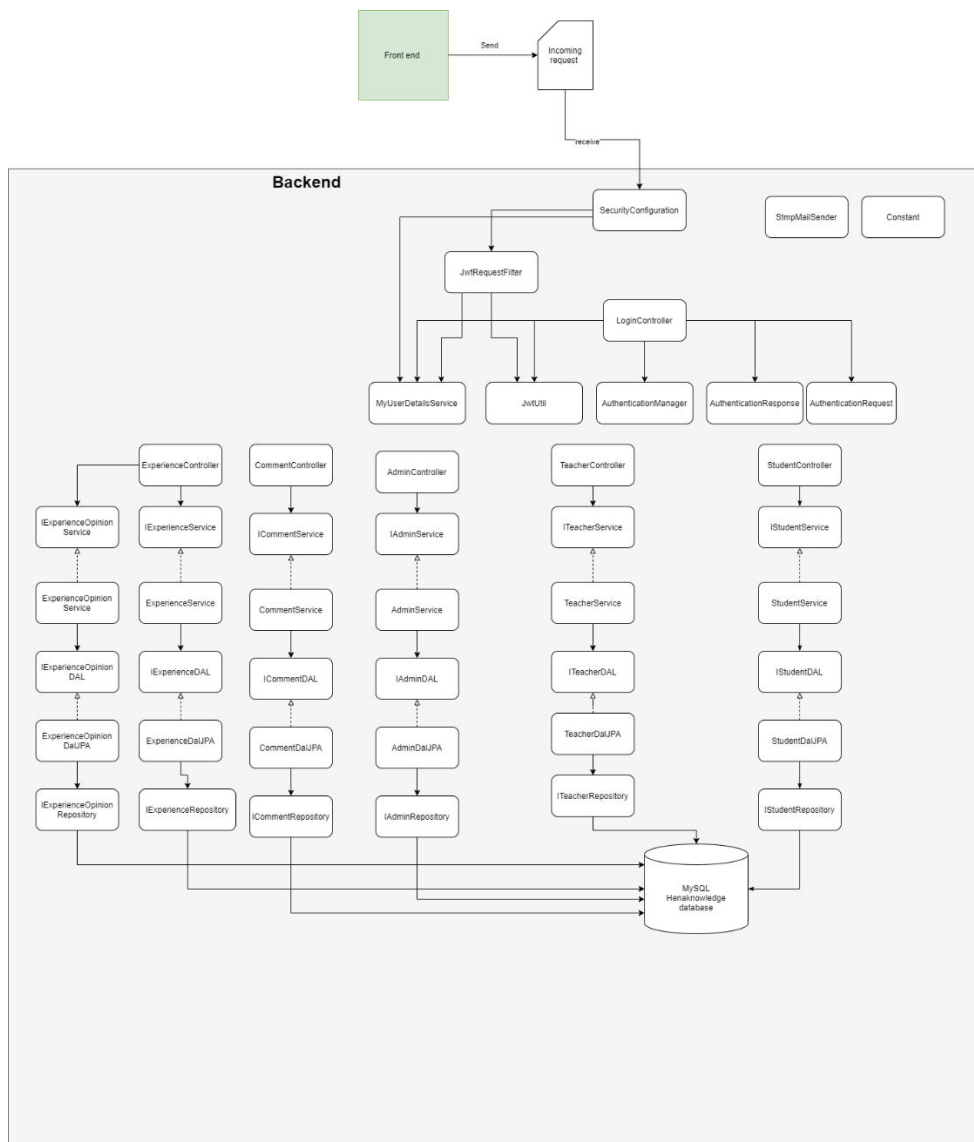 Front end
Send
Incoming
request
receive
Backend
SecurityConfiguration
StmpMailSender
Constant
JwtRequestFilter
LoginController
MyUserDetailsService
JwtUtil
AuthenticationManager
AuthenticationResponse
AuthenticationRequest
ExperienceController
CommentController
AdminController
TeacherController
StudentController
IExperienceOpinion
Service
IExperienceService
ICommentService
IAdminService
ITeacherService
IStudentService
ExperienceOpinion
Service
ExperienceService
CommentService
AdminService
TeacherService
StudentService
IExperienceOpinion
DAL
IExperienceDAL
ICommentDAL
IAdminDAL
ITeacherDAL
IStudentDAL
ExperienceOpinion
DalJPA
ExperienceDalJPA
CommentDalJPA
AdminDalJPA
TeacherDalJPA
StudentDalJPA
IExperienceOpinion
Repository
IExperienceRepository
ICommentRepository
IAdminRepository
ITeacherRepository
IStudentRepository
MySQL
Henaknowledge
database